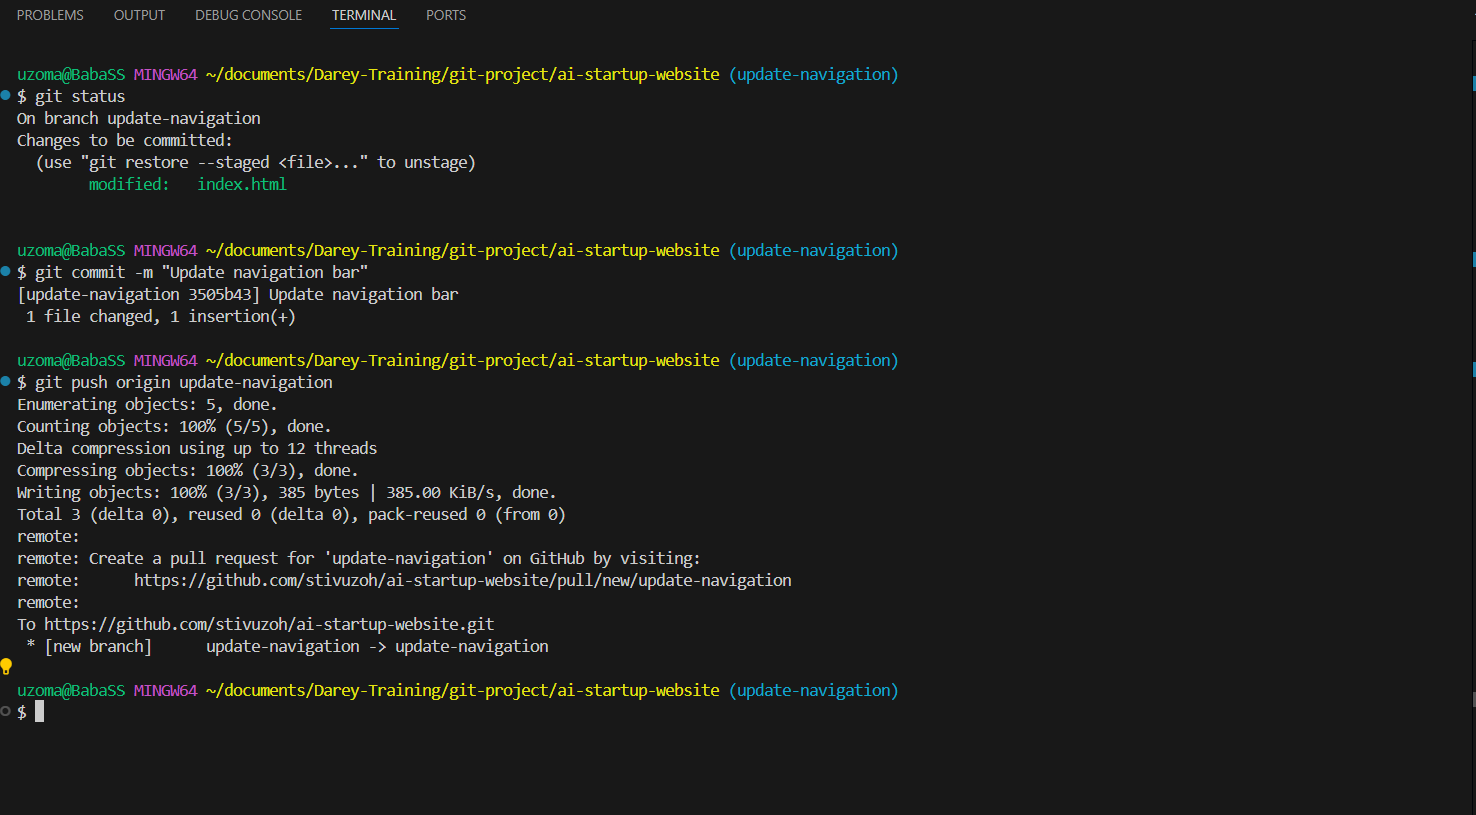 PROBLEMS OUTPUT DEBUG CONSOLE TERMINAL PORTS
uzoma@BabaSS MINGW64 ~/documents/Darey-Training/git-project/ai-startup-website (update-navigation)
$ git status
On branch update-navigation
Changes to be committed:
  (use "git restore --staged <file>..." to unstage)
        modified:   index.html
uzoma@BabaSS MINGW64 ~/documents/Darey-Training/git-project/ai-startup-website (update-navigation)
$ git commit -m "Update navigation bar"
[update-navigation 3505b43] Update navigation bar
 1 file changed, 1 insertion(+)
uzoma@BabaSS MINGW64 ~/documents/Darey-Training/git-project/ai-startup-website (update-navigation)
$ git push origin update-navigation
Enumerating objects: 5, done.
Counting objects: 100% (5/5), done.
Delta compression using up to 12 threads
Compressing objects: 100% (3/3), done.
Writing objects: 100% (3/3), 385 bytes | 385.00 KiB/s, done.
Total 3 (delta 0), reused 0 (delta 0), pack-reused 0 (from 0)
remote:
remote: Create a pull request for 'update-navigation' on GitHub by visiting:
remote:      https://github.com/stivuzoh/ai-startup-website/pull/new/update-navigation
remote:
To https://github.com/stivuzoh/ai-startup-website.git
 * [new branch]      update-navigation -> update-navigation
uzoma@BabaSS MINGW64 ~/documents/Darey-Training/git-project/ai-startup-website (update-navigation)
$